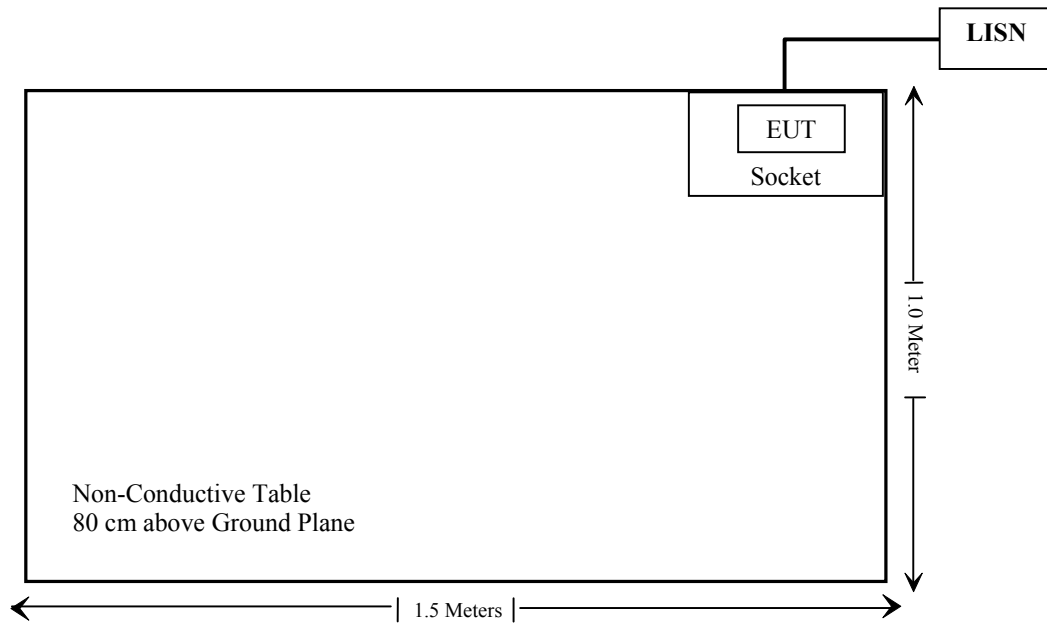 LISN
EUT
Socket
| 1.0 Meter |
Non-Conductive Table
80 cm above Ground Plane
| 1.5 Meters |